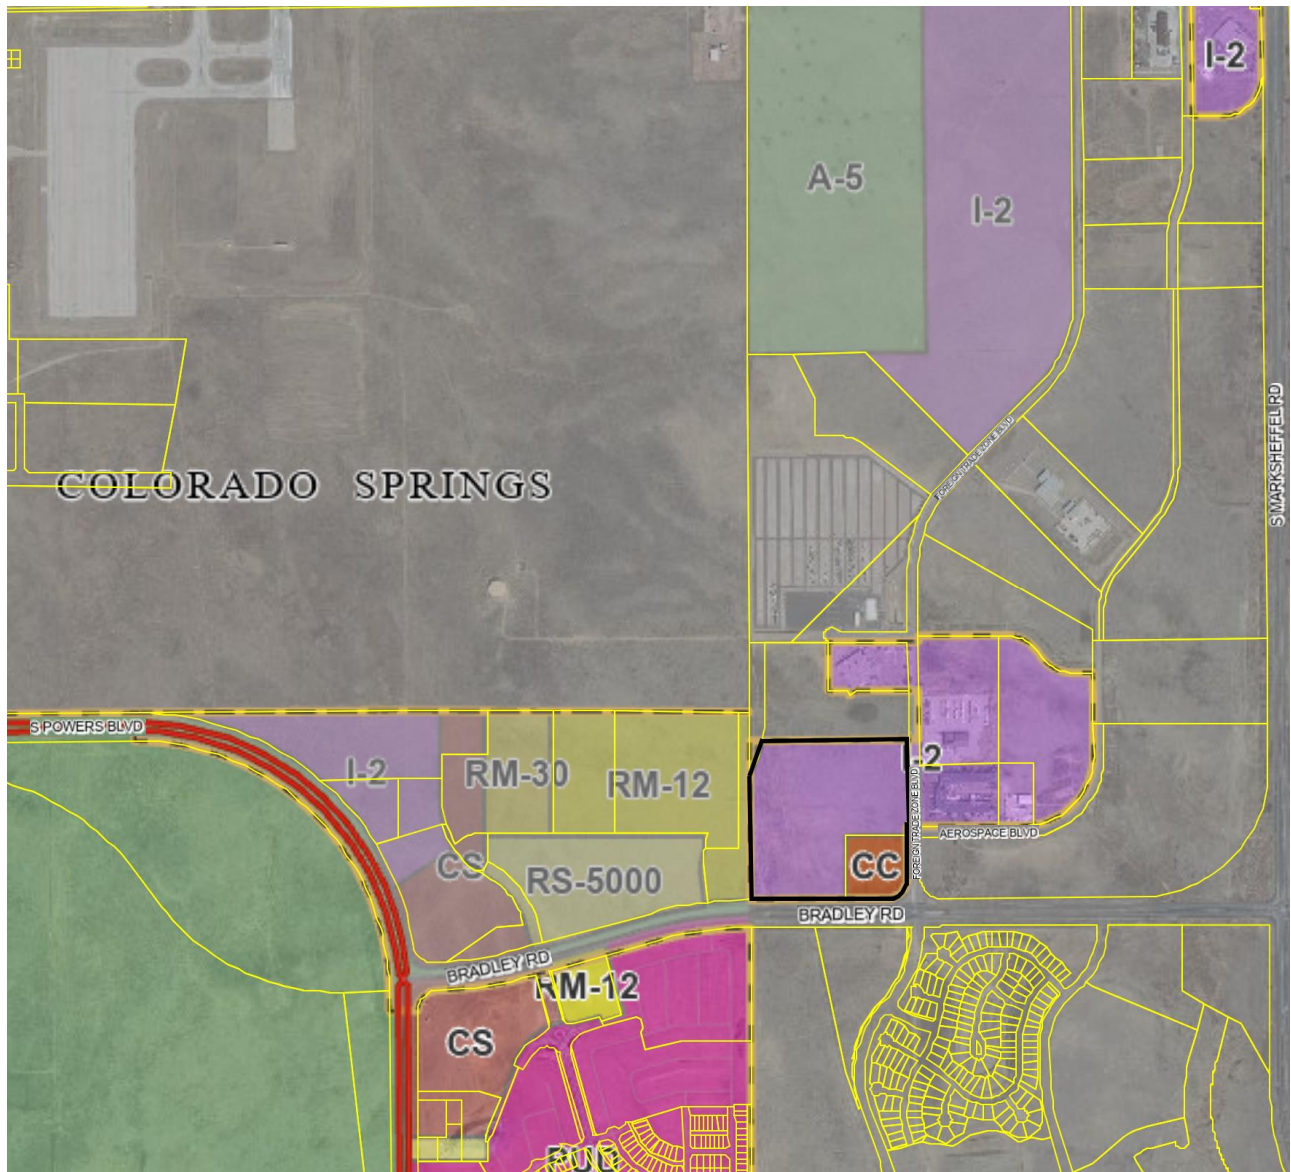 I-2
A-5
I-2
S MARKSHEFFEL RD
FOREIGN TRADE ZONE BLVD
COLORADO SPRINGS
S POWERS BLVD
I-2
RM-30
RM-12
I-2
FOREIGN TRADE ZONE BLVD
AEROSPACE BLVD
CS
RS-5000
CC
BRADLEY RD
BRADLEY RD
RM-12
CS
PUD